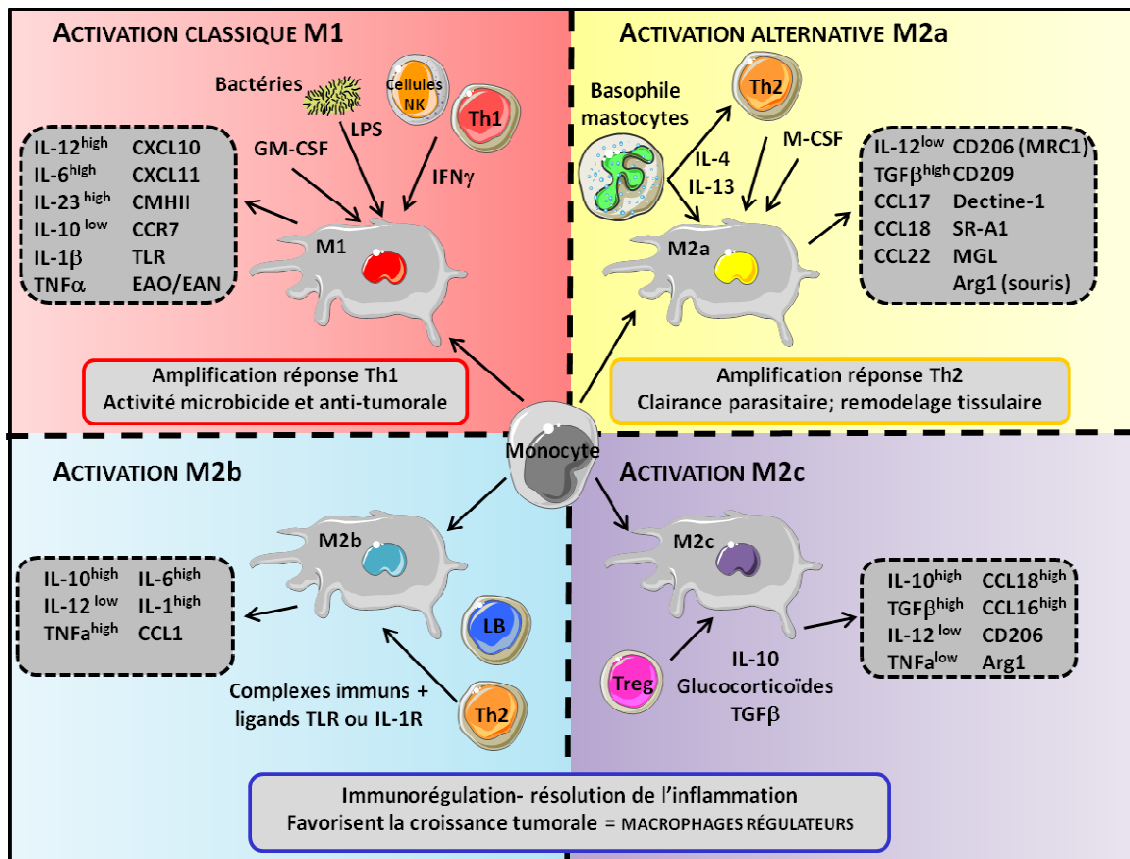 ACTIVATION CLASSIQUE M1
Bactéries
Cellules
NK
Th1
LPS
GM-CSF
IFNγ
IL-12high CXCL10
IL-6high CXCL11
IL-23 high CMHII
IL-10 low CCR7
IL-1β TLR
TNFα EAO/EAN
M1
Amplification réponse Th1
Activité microbicide et anti-tumorale
ACTIVATION ALTERNATIVE M2a
Basophile
mastocytes
Th2
M-CSF
IL-4
IL-13
IL-12low CD206 (MRC1)
TGFβhigh CD209
CCL17 Dectine-1
CCL18 SR-A1
CCL22 MGL
Arg1 (souris)
M2a
Amplification réponse Th2
Clairance parasitaire; remodelage tissulaire
Monocyte
ACTIVATION M2b
M2b
IL-10high IL-6high
IL-12 low IL-1high
TNFahigh CCL1
LB
Th2
Complexes immuns +
ligands TLR ou IL-1R
ACTIVATION M2c
M2c
IL-10high CCL18high
TGFβhigh CCL16high
IL-12 low CD206
TNFalow Arg1
Treg
IL-10
Glucocorticoïdes
TGFβ
Immunorégulation- résolution de l'inflammation
Favorisent la croissance tumorale = MACROPHAGES RÉGULATEURS